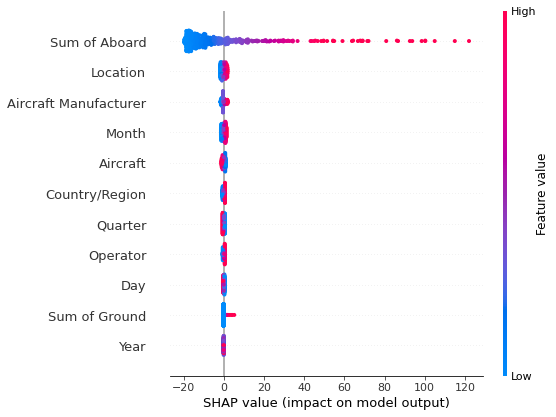 High
Sum of Aboard
Location
Aircraft Manufacturer
Month
Aircraft
Country/Region
Quarter
Operator
Day
Sum of Ground
Year
Feature value
Low
−20 0 20 40 60 80 100 120
SHAP value (impact on model output)